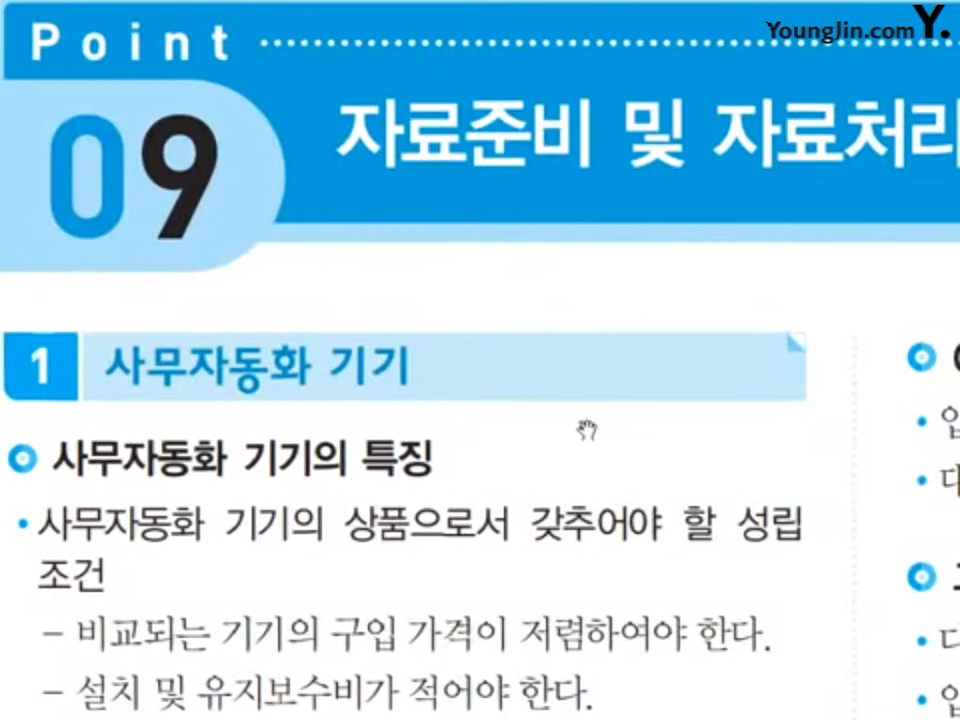 Point
YoungJin.com Y.
09
자료준비 및 자료처리
1 사무자동화 기기
사무자동화 기기의 특징
• 사무자동화 기기의 상품으로서 갖추어야 할 성립
조건
– 비교되는 기기의 구입 가격이 저렴하여야 한다.
– 설치 및 유지보수비가 적어야 한다.